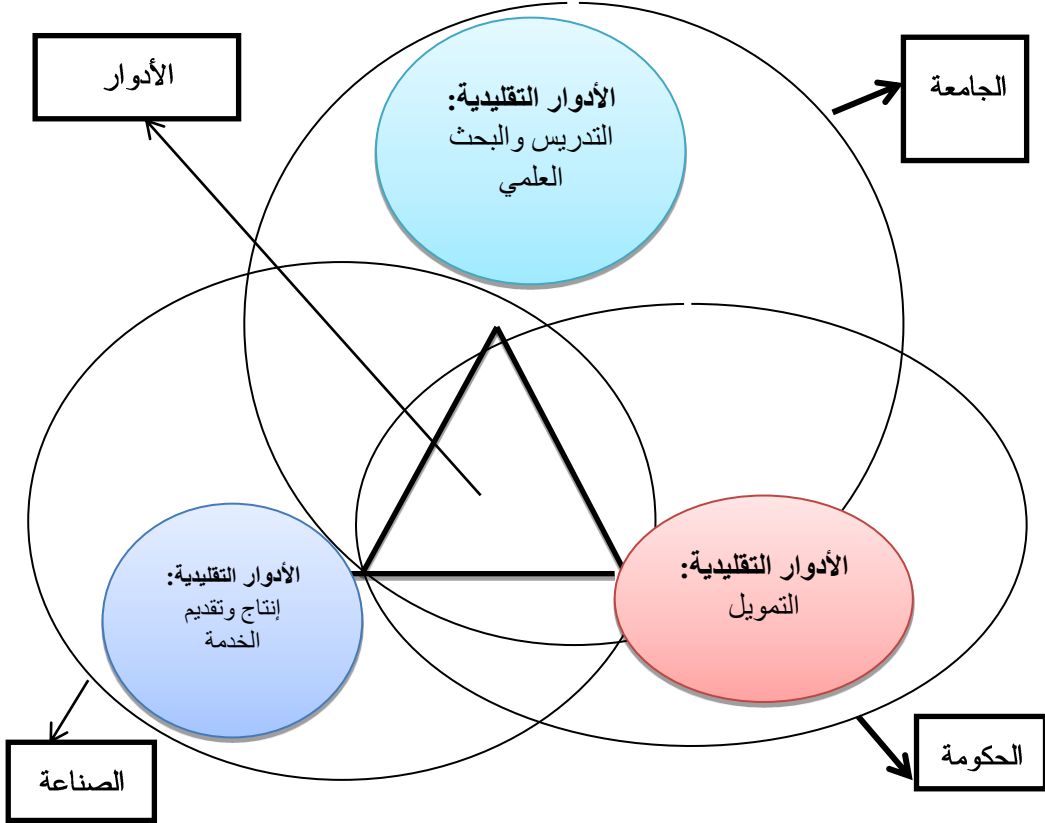 الجامعة
الأدوار
الأدوار التقليدية:
التدريس والبحث
العلمي
الأدوار التقليدية:
التمويل
الأدوار التقليدية:
إنتاج وتقديم
الخدمة
الحكومة
الصناعة